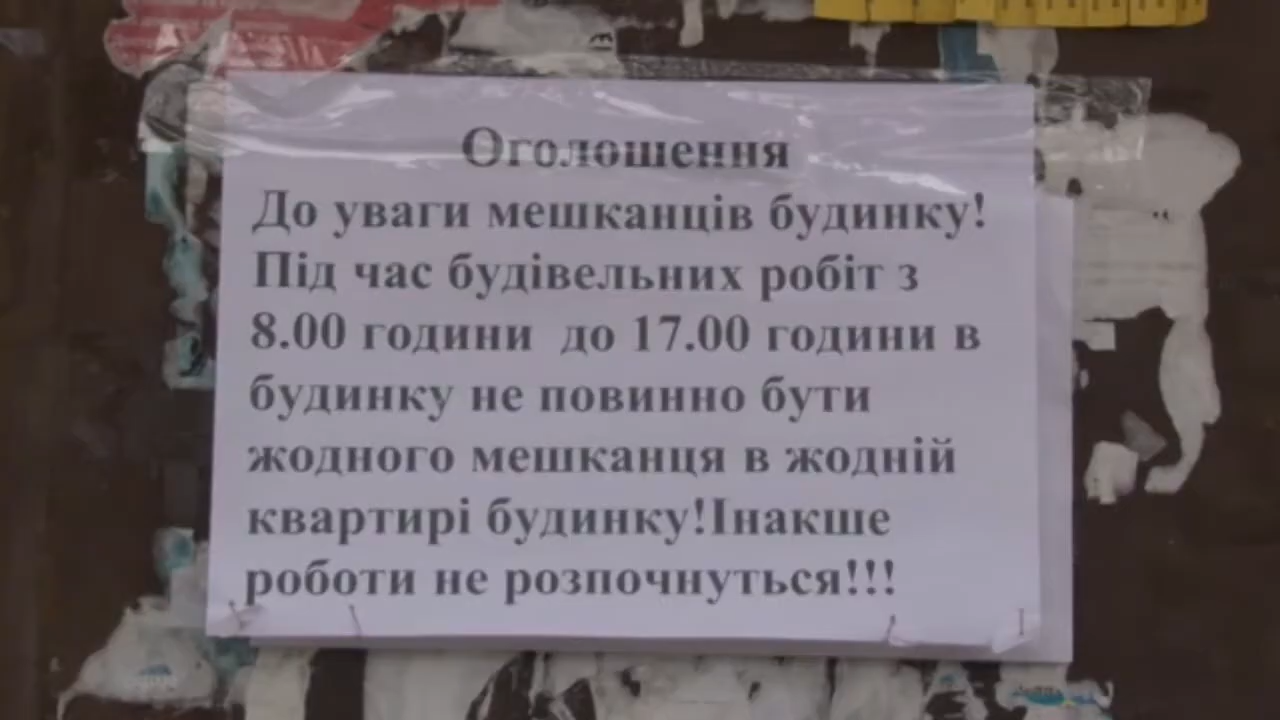 Оголошення
До уваги мешканців будинку!
Під час будівельних робіт з
8.00 години до 17.00 години в
будинку не повинно бути
жодного мешканця в жодній
квартирі будинку!Інакше
роботи не розпочнуться!!!